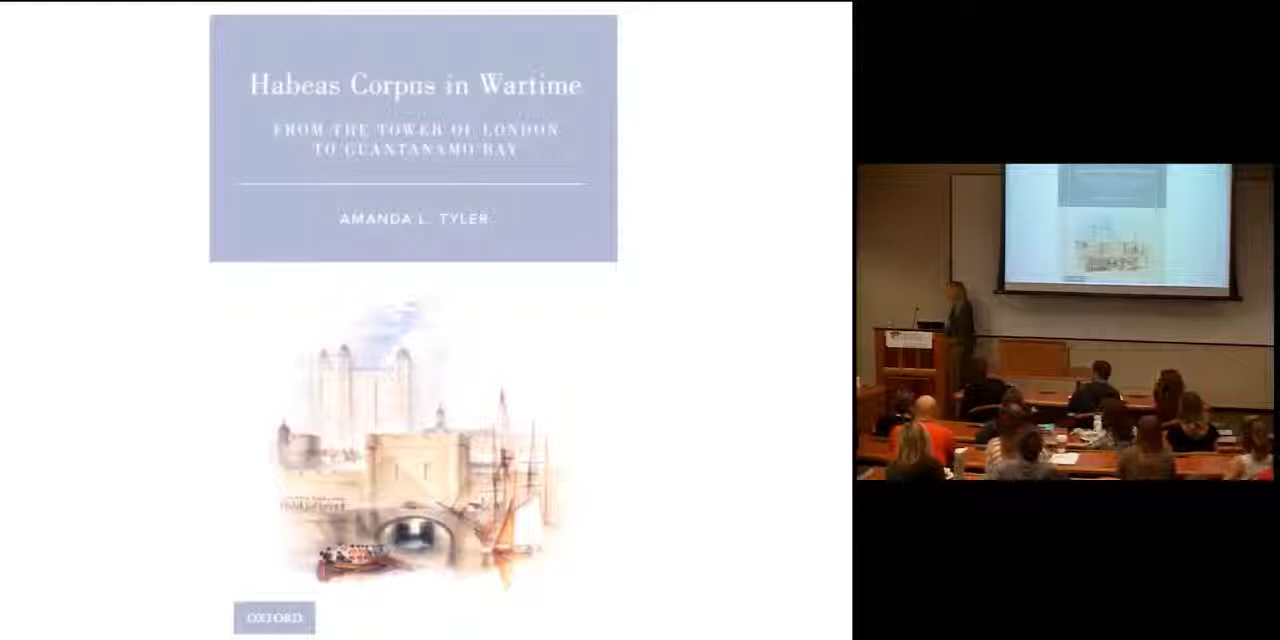 Habeas Corpus in Wartime
FROM THE TOWER OF LONDON
TO GUANTANAMO BAY
AMANDA L. TYLER
OXFORD